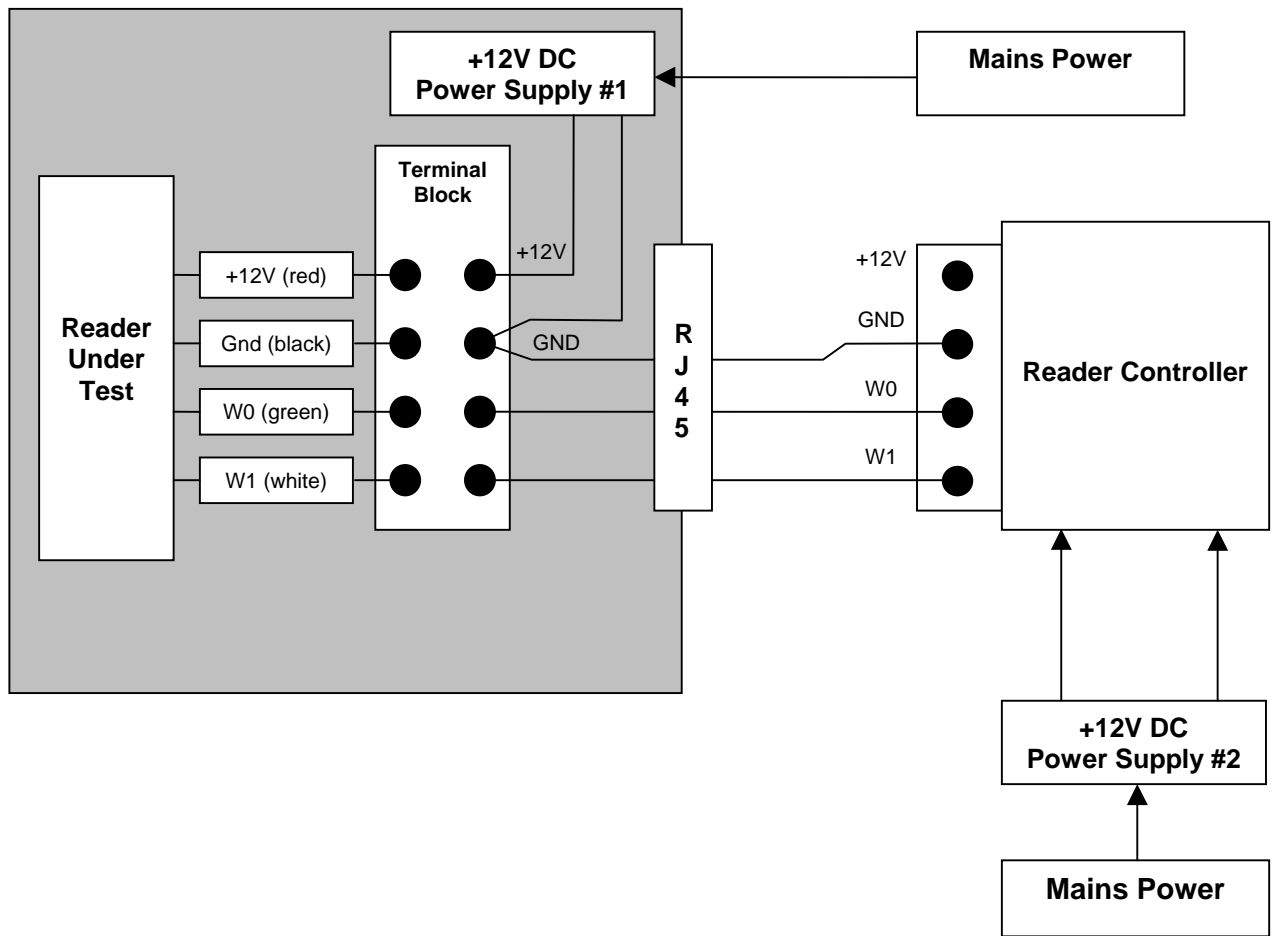 +12V DC
Power Supply #1
Mains Power
Terminal
Block
+12V
+12V (red)
Reader
Under
Test
Gnd (black)
GND
W0 (green)
W1 (white)
R
J
4
5
+12V
GND
W0
W1
Reader Controller
+12V DC
Power Supply #2
Mains Power